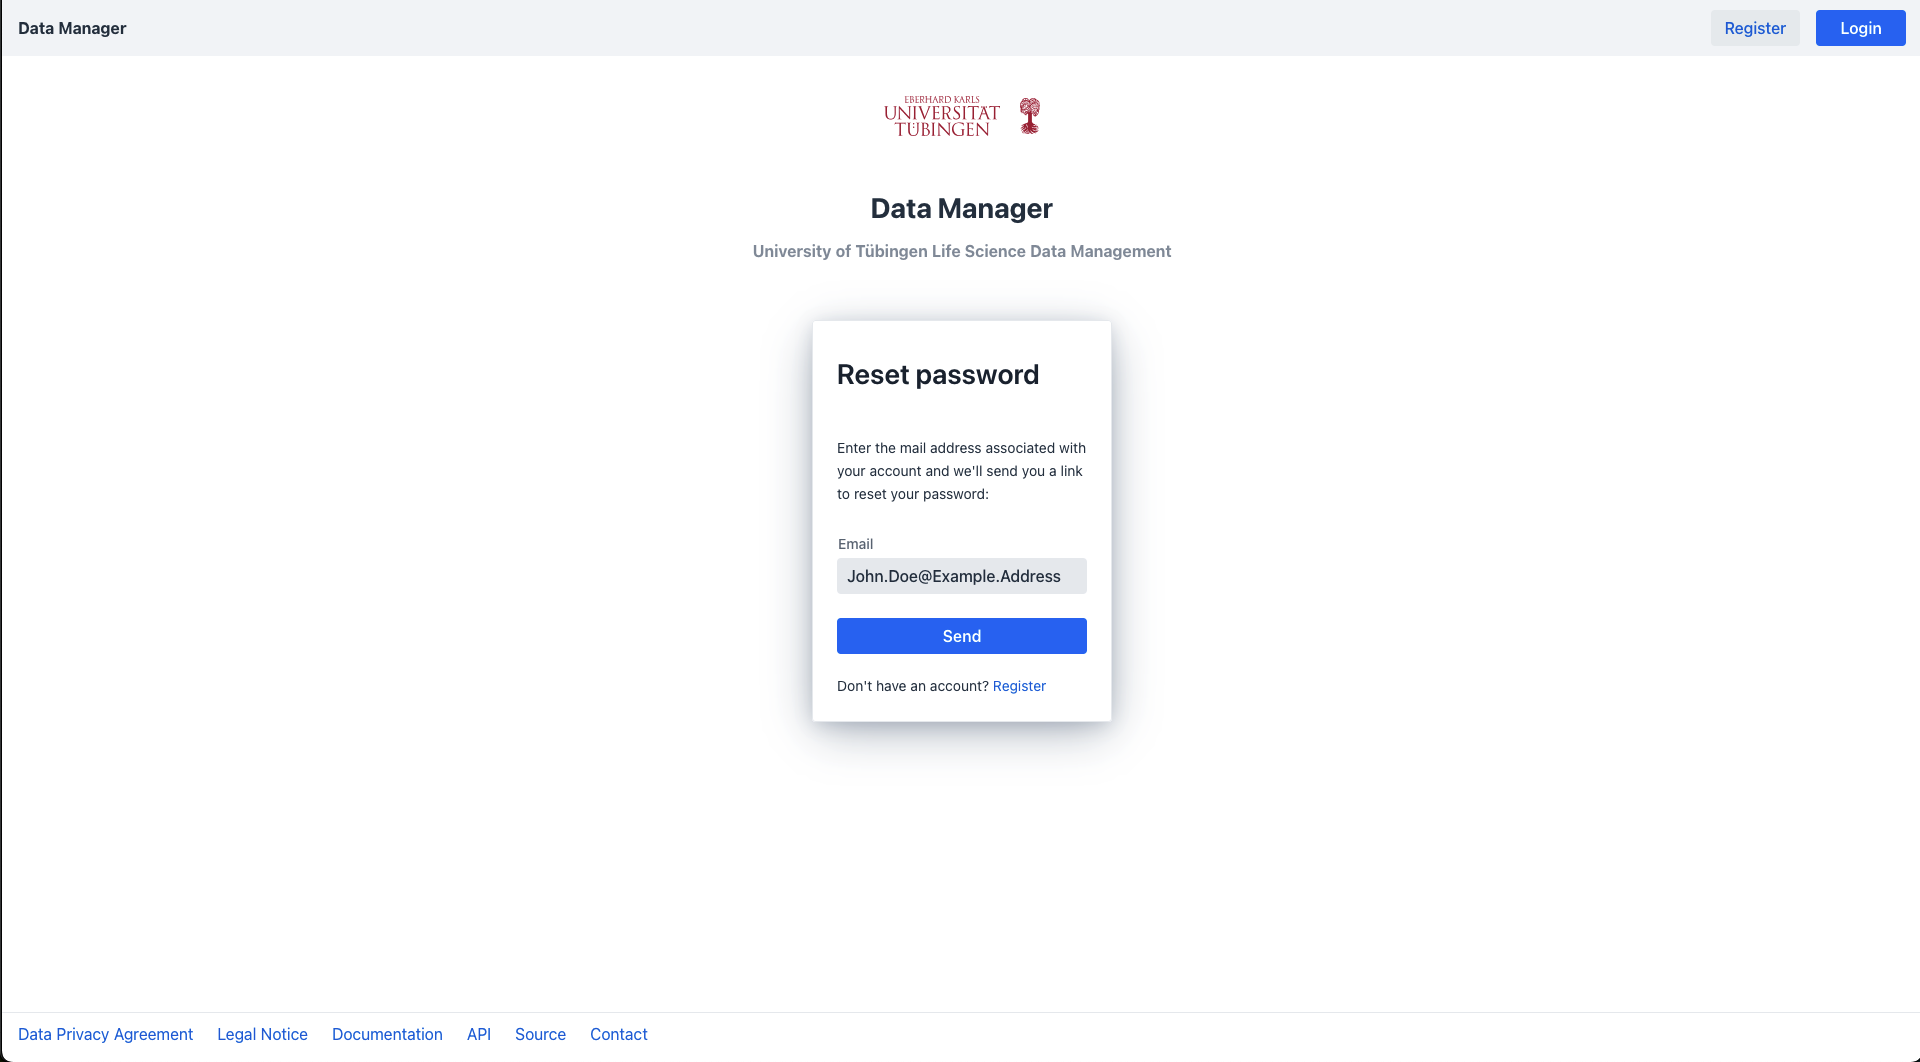 Data Manager
Register
Login
EBERHARD KARLS
UNIVERSITÄT
TÜBINGEN
Data Manager
University of Tübingen Life Science Data Management
Reset password
Enter the mail address associated with
your account and we'll send you a link
to reset your password:
Email
John.Doe@Example.Address
Send
Don't have an account? Register
Data Privacy Agreement
Legal Notice
Documentation
API
Source
Contact